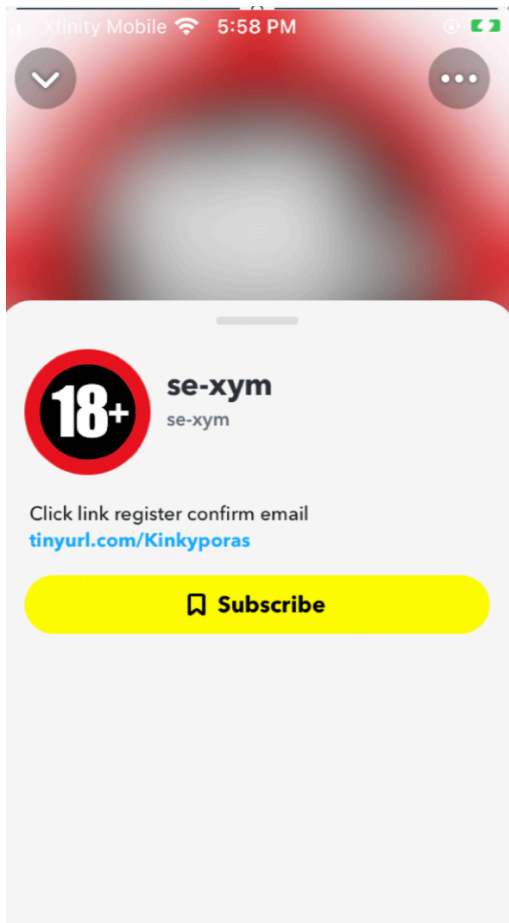 Xfinity Mobile 5:58 PM
18+
se-xym
se-xym
Click link register confirm email
tinyurl.com/Kinkyporas
Subscribe